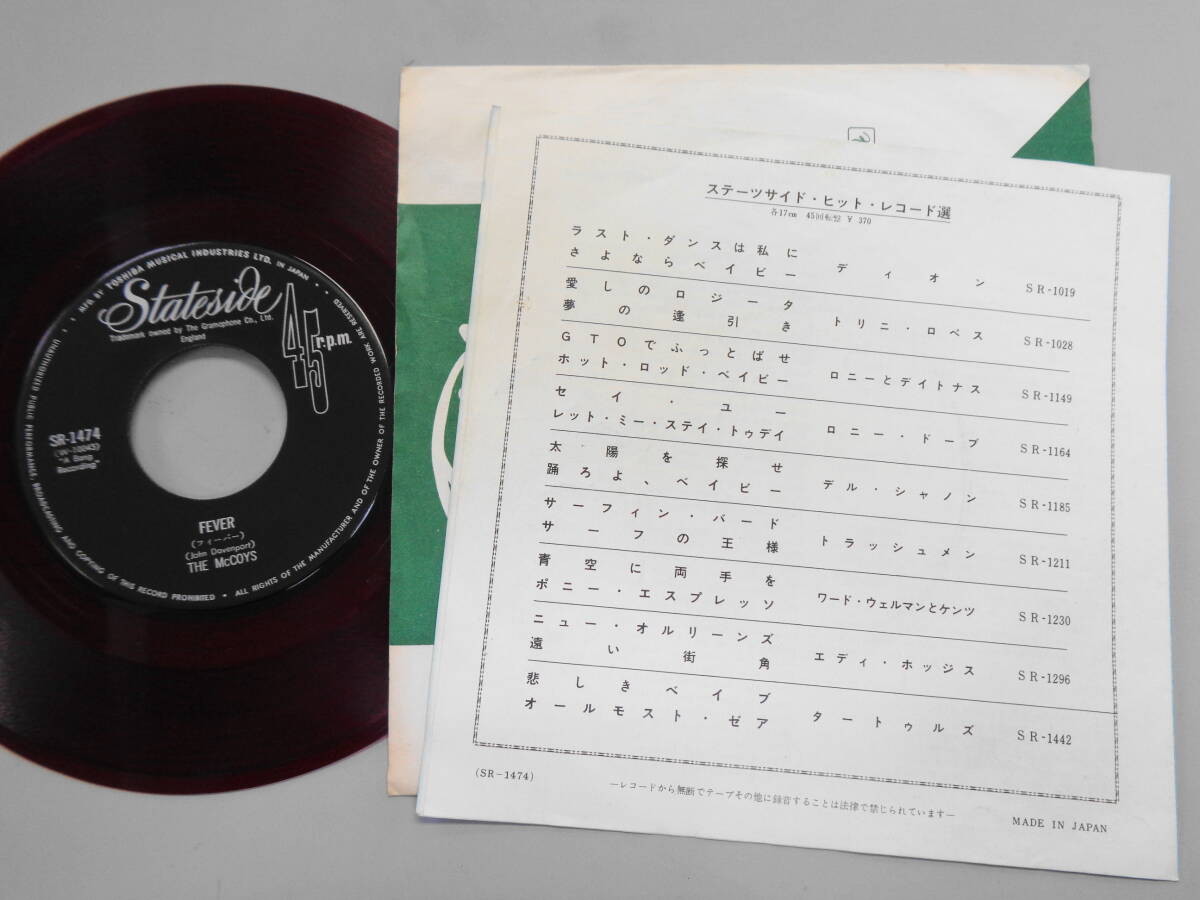 MFD. BY TOSHIBA MUSICAL INDUSTRIES LTD. IN JAPAN
Stateside
Trademark owned by The Gramophone Co., Ltd.
England
45 r.p.m.
SR-1474
"A Bang
Recording"
FEVER
(フィーバー)
(John Davenport)
THE McCOYS
ALL RIGHTS OF THE MANUFACTURER AND OF THE OWNER OF THE RECORDED WORK ARE RESERVED
UNAUTHORIZED PUBLIC PERFORMANCE, BROADCASTING AND COPYING OF THIS RECORD PROHIBITED
ステーツサイド・ヒット・レコード選
各17cm 45回転盤 ¥ 370
ラスト・ダンスは私に
さよならベイビー ディオン SR-1019
愛しのロジータ
夢の逢引き トリニ・ロペス SR-1028
GTOでぶっとばせ
ホット・ロッド・ベイビー ロニーとデイトナス SR-1149
セイ・ユー
レット・ミー・ステイ・トゥデイ ロニー・ドーブ SR-1164
太陽を探せ
踊ろよ、ベイビー デル・シャノン SR-1185
サーフィン・バード
サーフの王様 トラッシュメン SR-1211
青空に両手を
ポニー・エスプレッソ ワード・ウェルマンとケンツ SR-1230
ニュー・オルリーンズ
遠い街角 エディ・ホッジス SR-1296
悲しきベイブ
オールモスト・ゼア タートゥルズ SR-1442
(SR-1474)
―レコードから無断でテープその他に録音することは法律で禁じられています―
MADE IN JAPAN